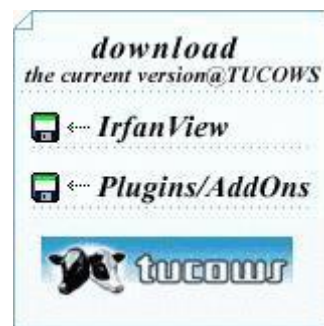 download
the current version@TUCOWS
IrfanView
Plugins/AddOns
tucows